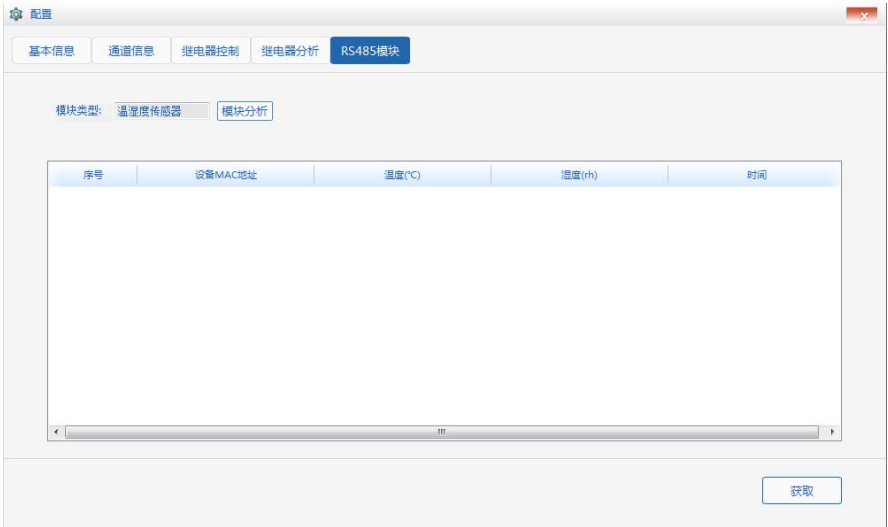 配置
x
基本信息 通道信息 继电器控制 继电器分析 RS485模块
模块类型: 温湿度传感器 模块分析
序号 设备MAC地址 温度(℃) 湿度(rh) 时间
获取